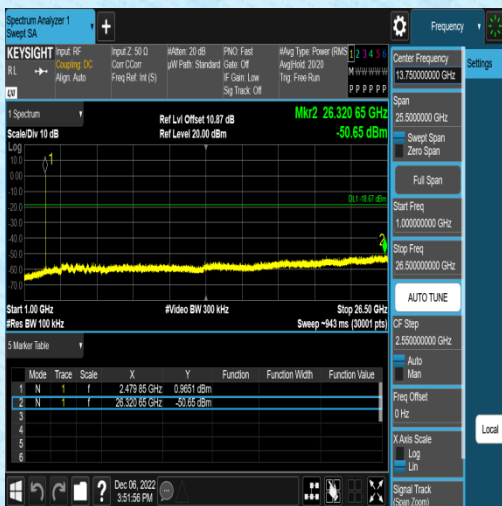 Spectrum Analyzer 1
Swept SA
Frequency
KEYSIGHT
Input: RF
Coupling: DC
Align: Auto
Input Z: 50 Ω
Corr CCorr
Freq Ref: Int (S)
#Atten: 20 dB
µW Path: Standard
PNO: Fast
Gate: Off
IF Gain: Low
Sig Track: Off
#Avg Type: Power (RMS
Avg|Hold: 20/20
Trig: Free Run
1 2 3 4 5 6
M W W W W W
P P P P P P
R L
LXI
Settings
Center Frequency
13.750000000 GHz
Span
25.5000000 GHz
Swept Span
Zero Span
Full Span
Start Freq
1.000000000 GHz
Stop Freq
26.500000000 GHz
AUTO TUNE
CF Step
2.550000000 GHz
Auto
Man
Freq Offset
0 Hz
X Axis Scale
Log
Lin
Signal Track
(Span Zoom)
Local
1 Spectrum
Scale/Div 10 dB
Ref Lvl Offset 10.87 dB
Ref Level 20.00 dBm
Mkr2 26.320 65 GHz
-50.65 dBm
Log
10.0
0.00
-10.0
-20.0
-30.0
-40.0
-50.0
-60.0
-70.0
1
DL1 -18.67 dBm
2
Start 1.00 GHz
#Res BW 100 kHz
#Video BW 300 kHz
Stop 26.50 GHz
Sweep ~943 ms (30001 pts)
5 Marker Table
Mode Trace Scale X Y Function Function Width Function Value
1 N 1 f 2.479 85 GHz 0.9651 dBm
2 N 1 f 26.320 65 GHz -50.65 dBm
3
4
5
6
Dec 06, 2022
3:51:56 PM